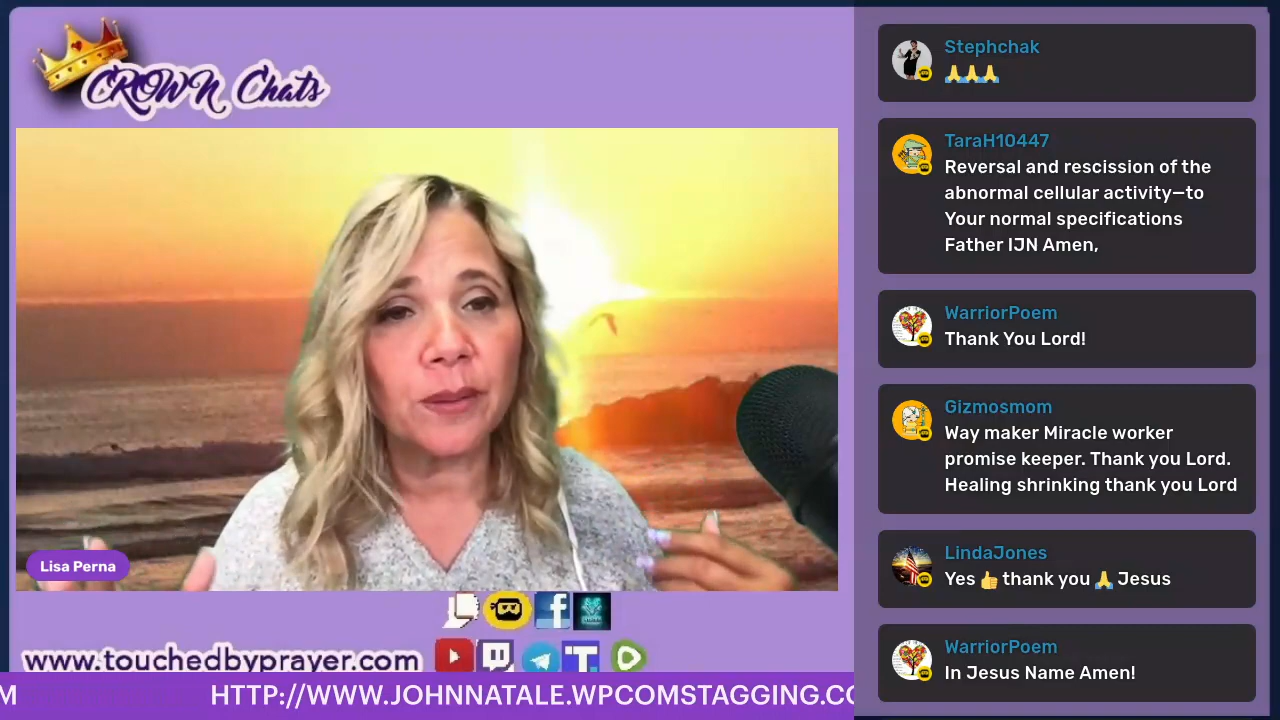 CROWN Chats
Lisa Perna
www.touchedbyprayer.com
M HTTP://WWW.JOHNNATALE.WPCOMSTAGGING.CO
Stephchak
🙏🙏🙏
TaraH10447
Reversal and rescission of the
abnormal cellular activity—to
Your normal specifications
Father IJN Amen,
WarriorPoem
Thank You Lord!
Gizmosmom
Way maker Miracle worker
promise keeper. Thank you Lord.
Healing shrinking thank you Lord
LindaJones
Yes 👍 thank you 🙏 Jesus
WarriorPoem
In Jesus Name Amen!